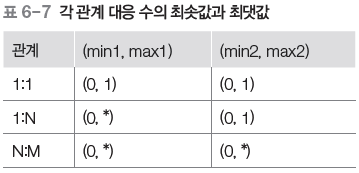 표 6-7 각 관계 대응 수의 최솟값과 최댓값
관계 (min1, max1) (min2, max2)
1:1 (0, 1) (0, 1)
1:N (0, *) (0, 1)
N:M (0, *) (0, *)